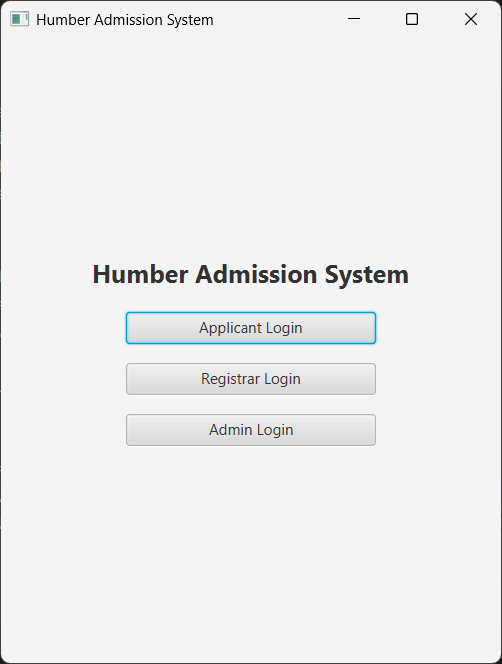 Humber Admission System
Humber Admission System
Applicant Login
Registrar Login
Admin Login